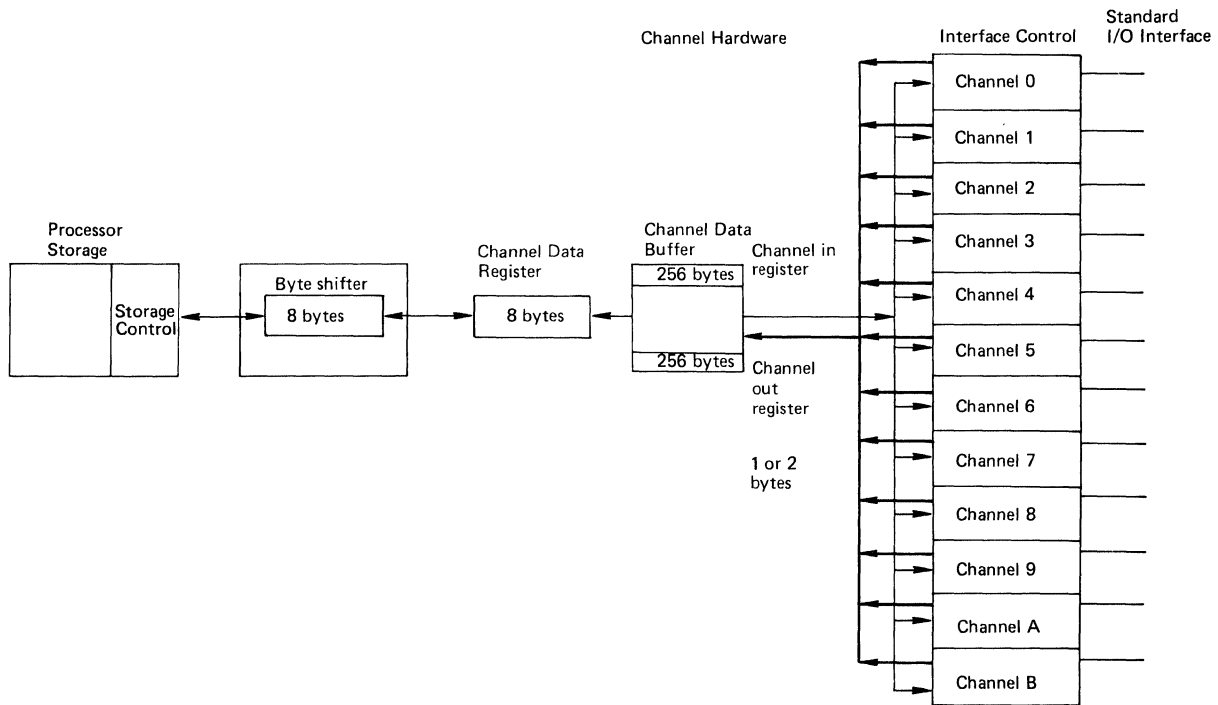 Channel Hardware
Interface Control
Standard
I/O Interface
Channel 0
Channel 1
Channel 2
Channel 3
Channel 4
Channel 5
Channel 6
Channel 7
Channel 8
Channel 9
Channel A
Channel B
Processor
Storage
Storage
Control
Byte shifter
8 bytes
Channel Data
Register
8 bytes
Channel Data
Buffer
256 bytes
256 bytes
Channel in
register
Channel
out
register
1 or 2
bytes